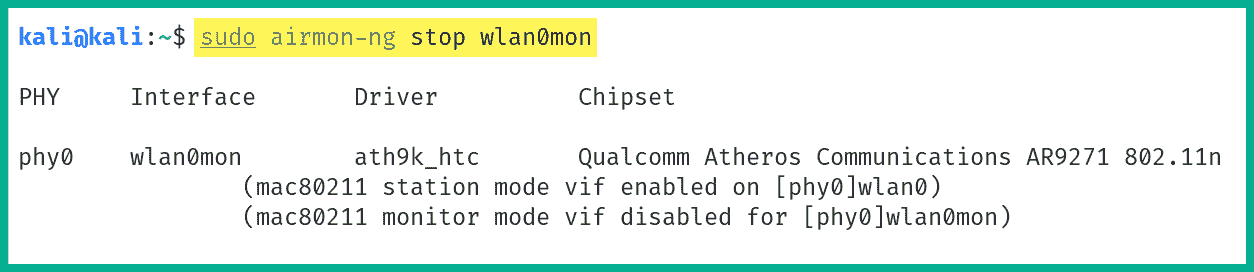 kali@kali:~$ sudo airmon-ng stop wlan0mon
PHY Interface Driver Chipset
phy0 wlan0mon ath9k_htc Qualcomm Atheros Communications AR9271 802.11n
(mac80211 station mode vif enabled on [phy0]wlan0)
(mac80211 monitor mode vif disabled for [phy0]wlan0mon)